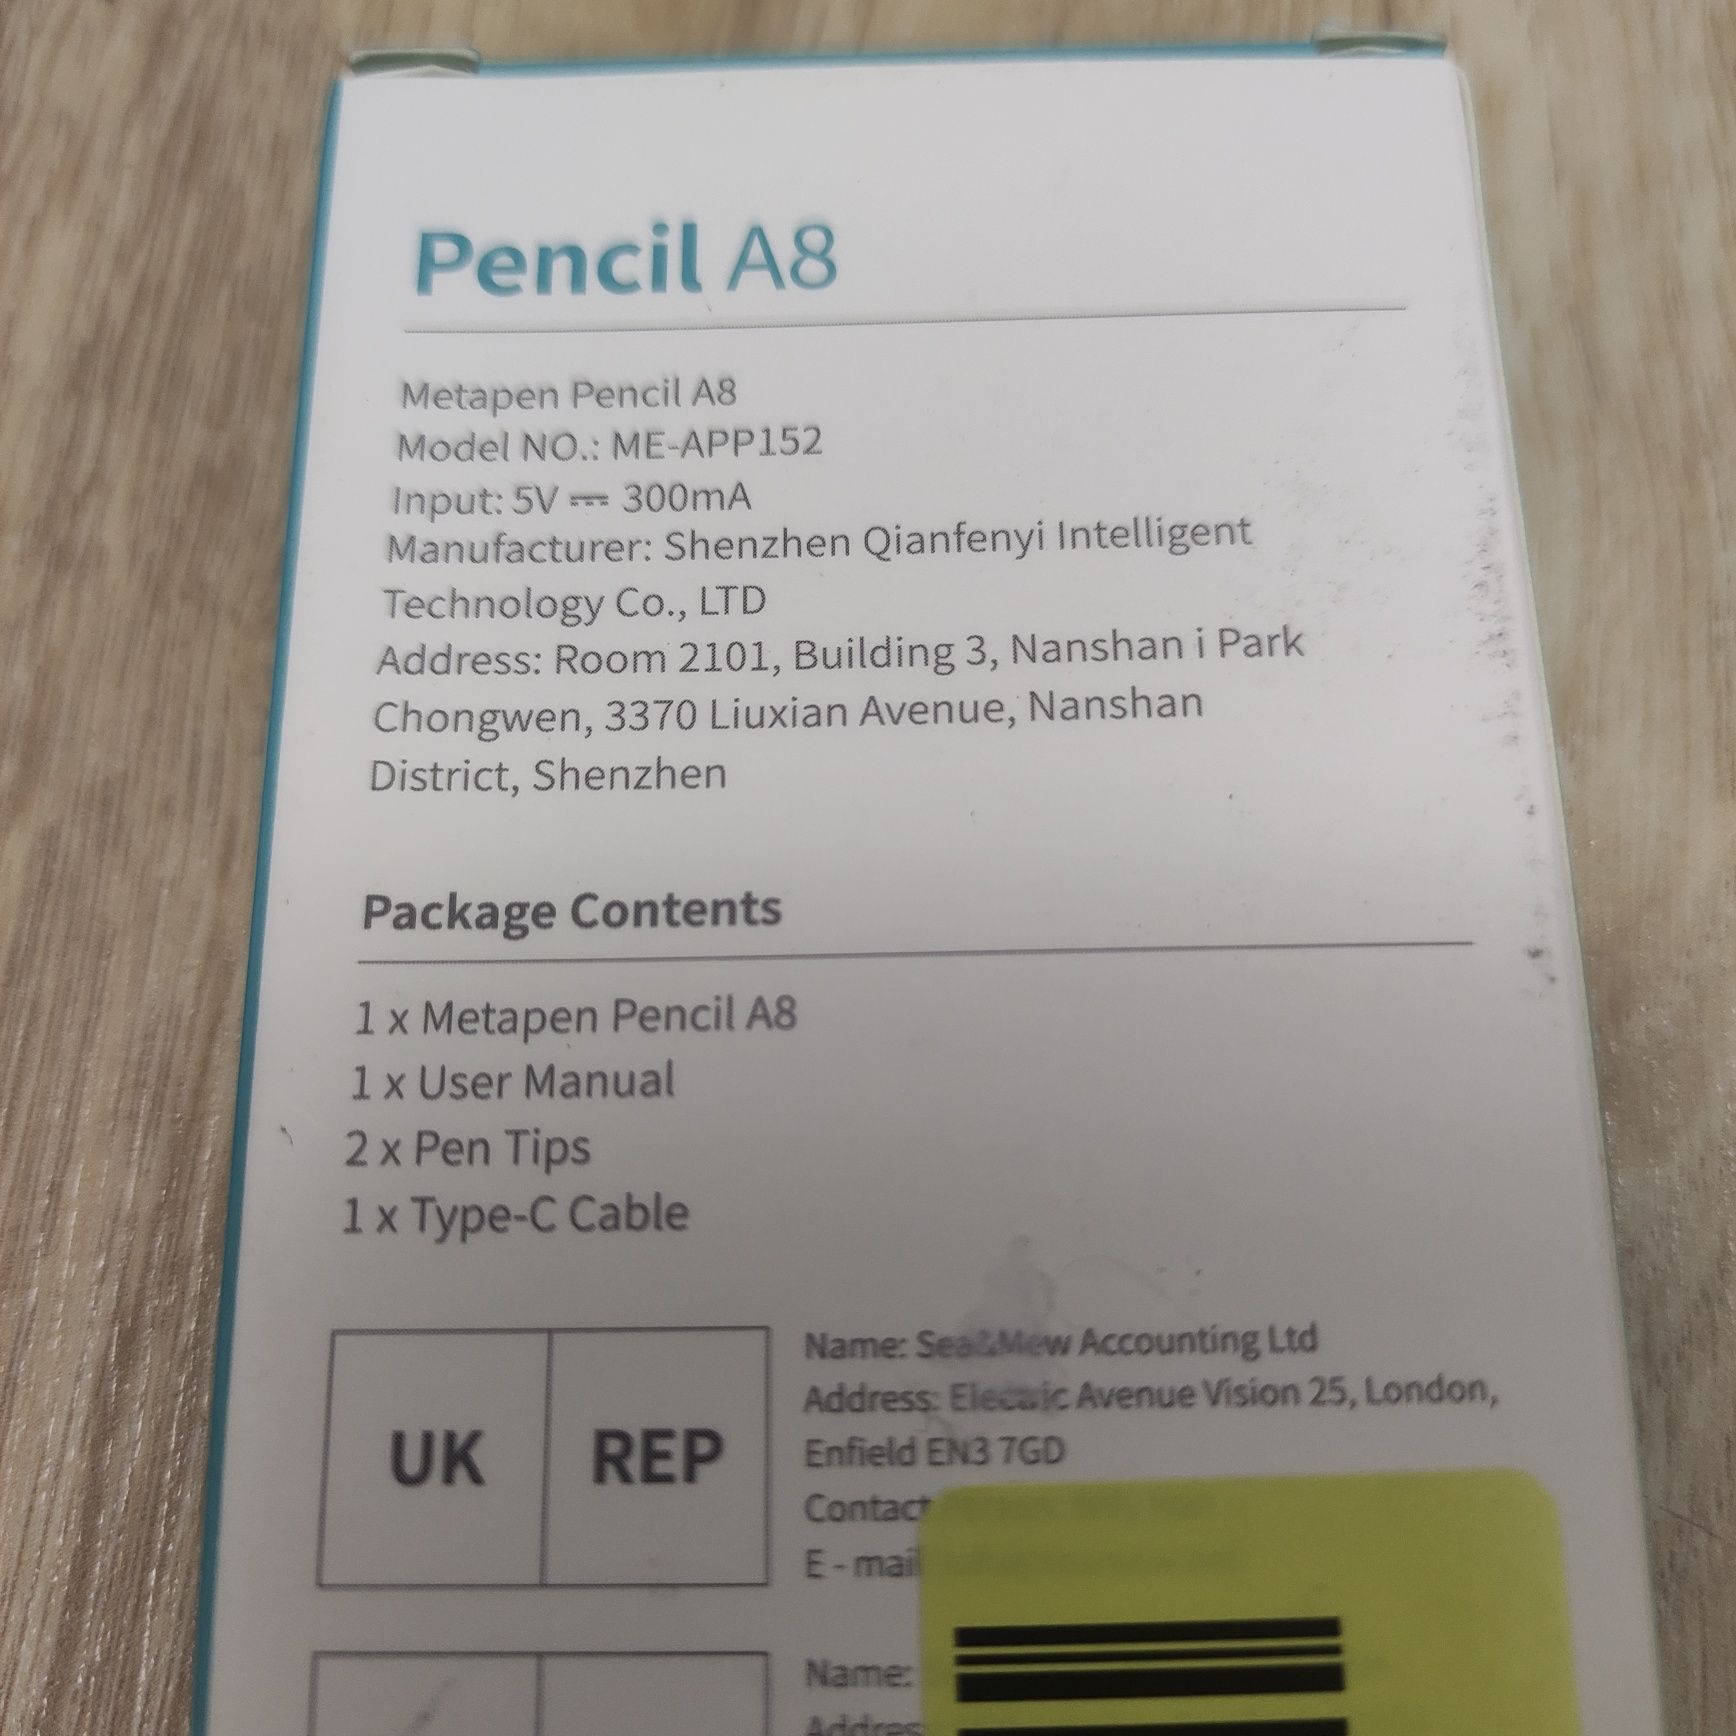 Pencil A8
Metapen Pencil A8
Model NO.: ME-APP152
Input: 5V ⎓ 300mA
Manufacturer: Shenzhen Qianfenyi Intelligent
Technology Co., LTD
Address: Room 2101, Building 3, Nanshan i Park
Chongwen, 3370 Liuxian Avenue, Nanshan
District, Shenzhen
Package Contents
1 x Metapen Pencil A8
1 x User Manual
2 x Pen Tips
1 x Type-C Cable
UK REP
Name: Sea&Mew Accounting Ltd
Address: Electric Avenue Vision 25, London,
Enfield EN3 7GD
Contact
E - mail
Name:
Addres